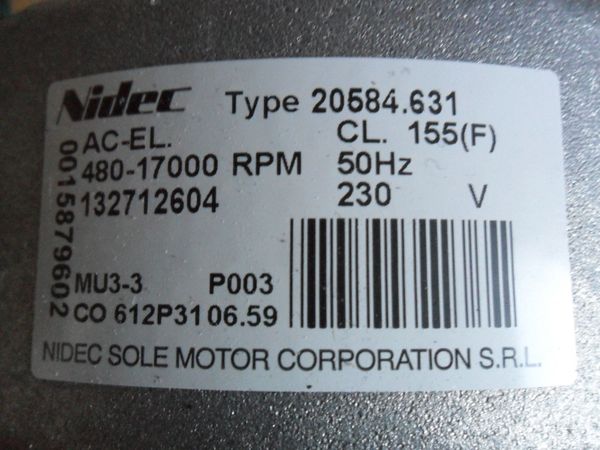 Nidec Type 20584.631
AC-EL. CL. 155(F)
480-17000 RPM 50Hz
132712604 230 V
MU3-3 P003
CO 612P31 06.59
NIDEC SOLE MOTOR CORPORATION S.R.L.
0015879602